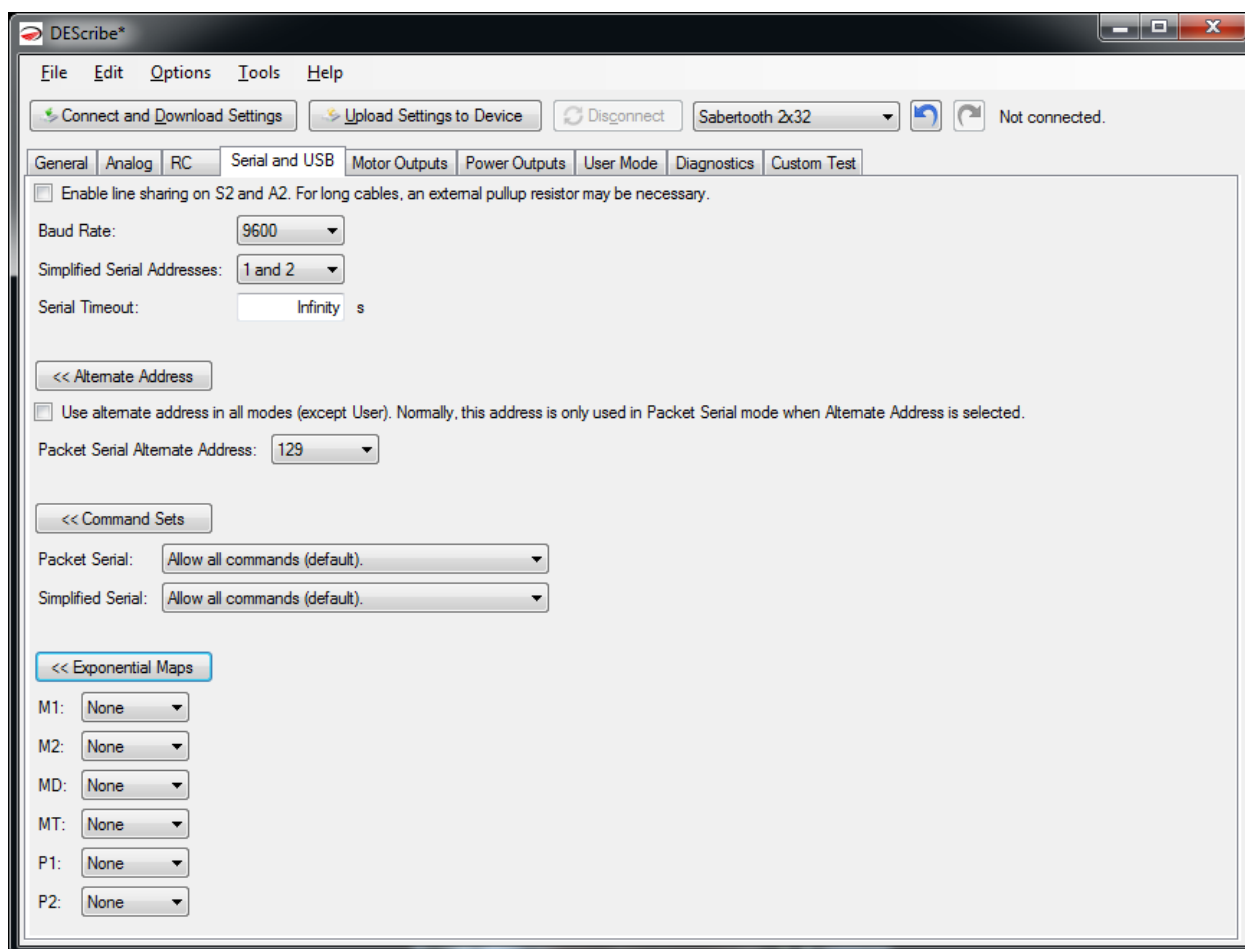 DEScribe*
File Edit Options Tools Help
Connect and Download Settings Upload Settings to Device Disconnect Sabertooth 2x32 Not connected.
General Analog RC Serial and USB Motor Outputs Power Outputs User Mode Diagnostics Custom Test
Enable line sharing on S2 and A2. For long cables, an external pullup resistor may be necessary.
Baud Rate: 9600
Simplified Serial Addresses: 1 and 2
Serial Timeout: Infinity s
<< Alternate Address
Use alternate address in all modes (except User). Normally, this address is only used in Packet Serial mode when Alternate Address is selected.
Packet Serial Alternate Address: 129
<< Command Sets
Packet Serial: Allow all commands (default).
Simplified Serial: Allow all commands (default).
<< Exponential Maps
M1: None
M2: None
MD: None
MT: None
P1: None
P2: None